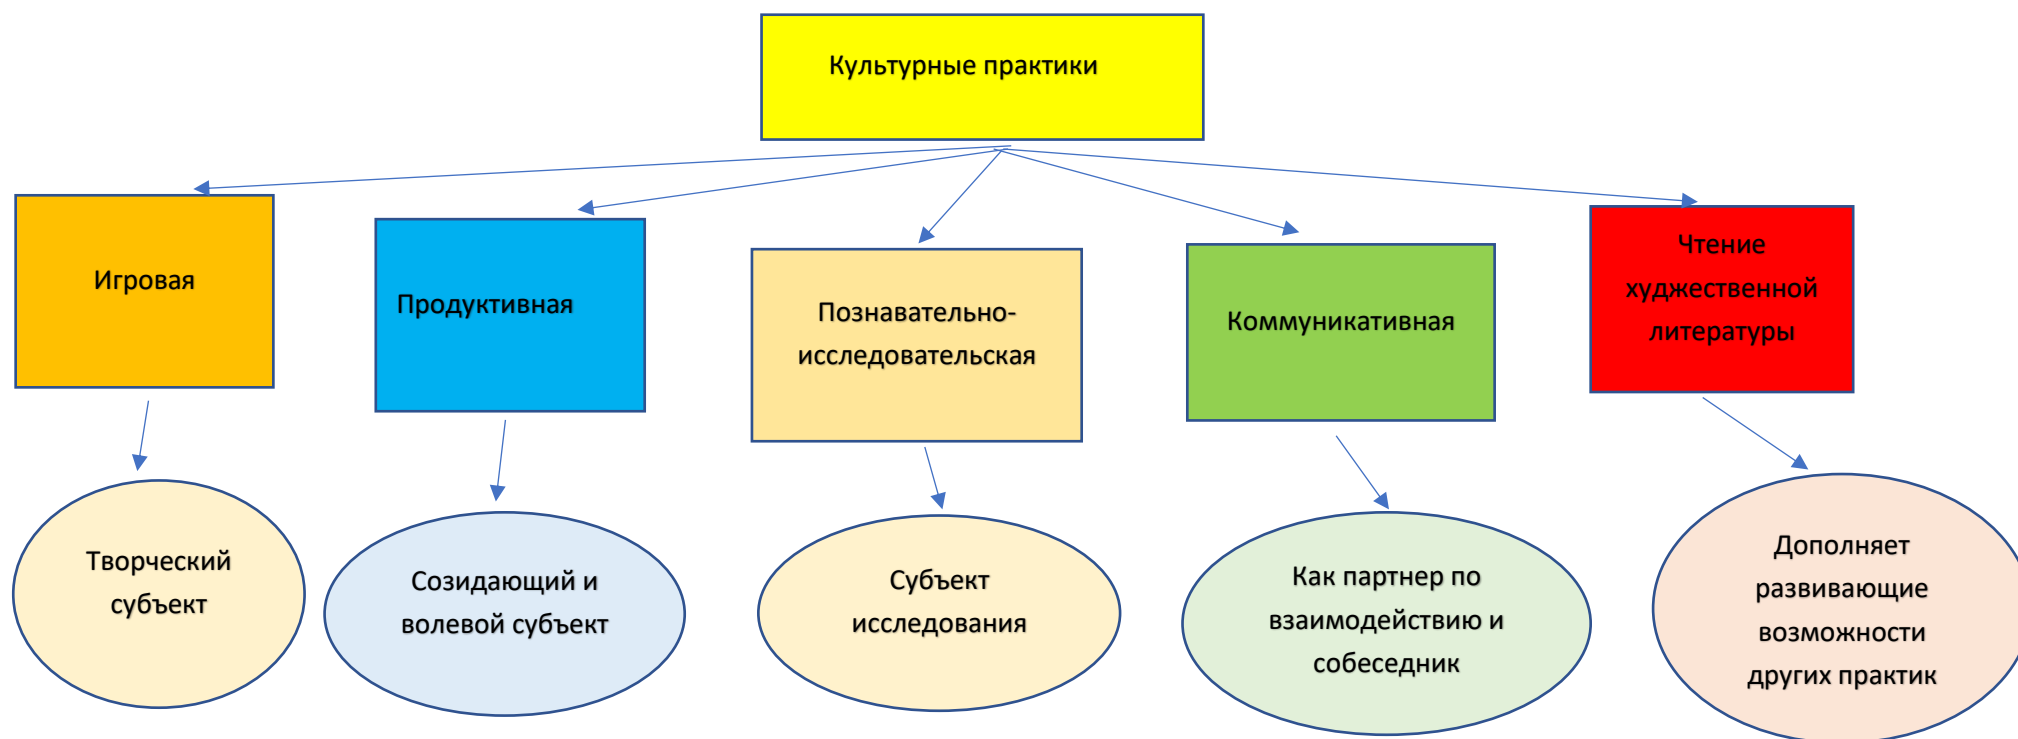 Культурные практики
Игровая
Продуктивная
Познавательно-
исследовательская
Коммуникативная
Чтение
худжественной
литературы
Творческий
субъект
Созидающий и
волевой субъект
Субъект
исследования
Как партнер по
взаимодействию и
собеседник
Дополняет
развивающие
возможности
других практик